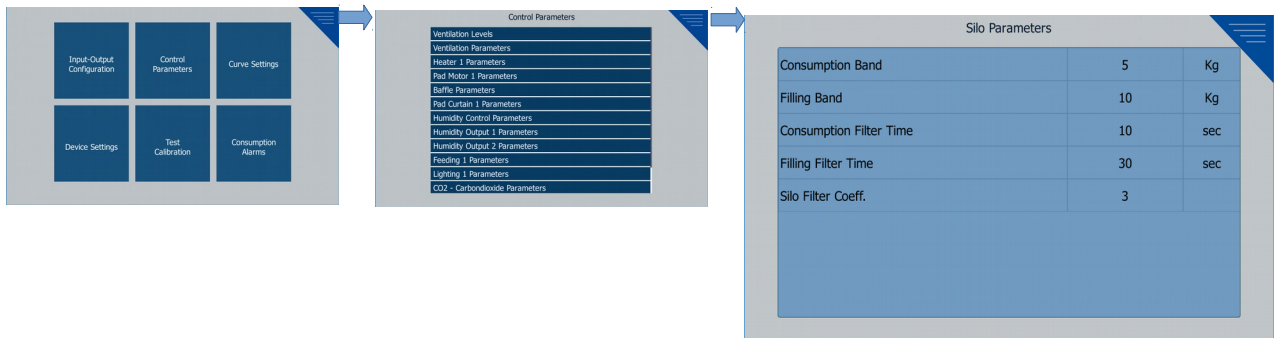 Input-Output
Configuration
Control
Parameters
Curve Settings
Device Settings
Test
Calibration
Consumption
Alarms
Control Parameters
Ventilation Levels
Ventilation Parameters
Heater 1 Parameters
Pad Motor 1 Parameters
Baffle Parameters
Pad Curtain 1 Parameters
Humidity Control Parameters
Humidity Output 1 Parameters
Humidity Output 2 Parameters
Feeding 1 Parameters
Lighting 1 Parameters
CO2 - Carbondioxide Parameters
Silo Parameters
Consumption Band 5 Kg
Filling Band 10 Kg
Consumption Filter Time 10 sec
Filling Filter Time 30 sec
Silo Filter Coeff. 3